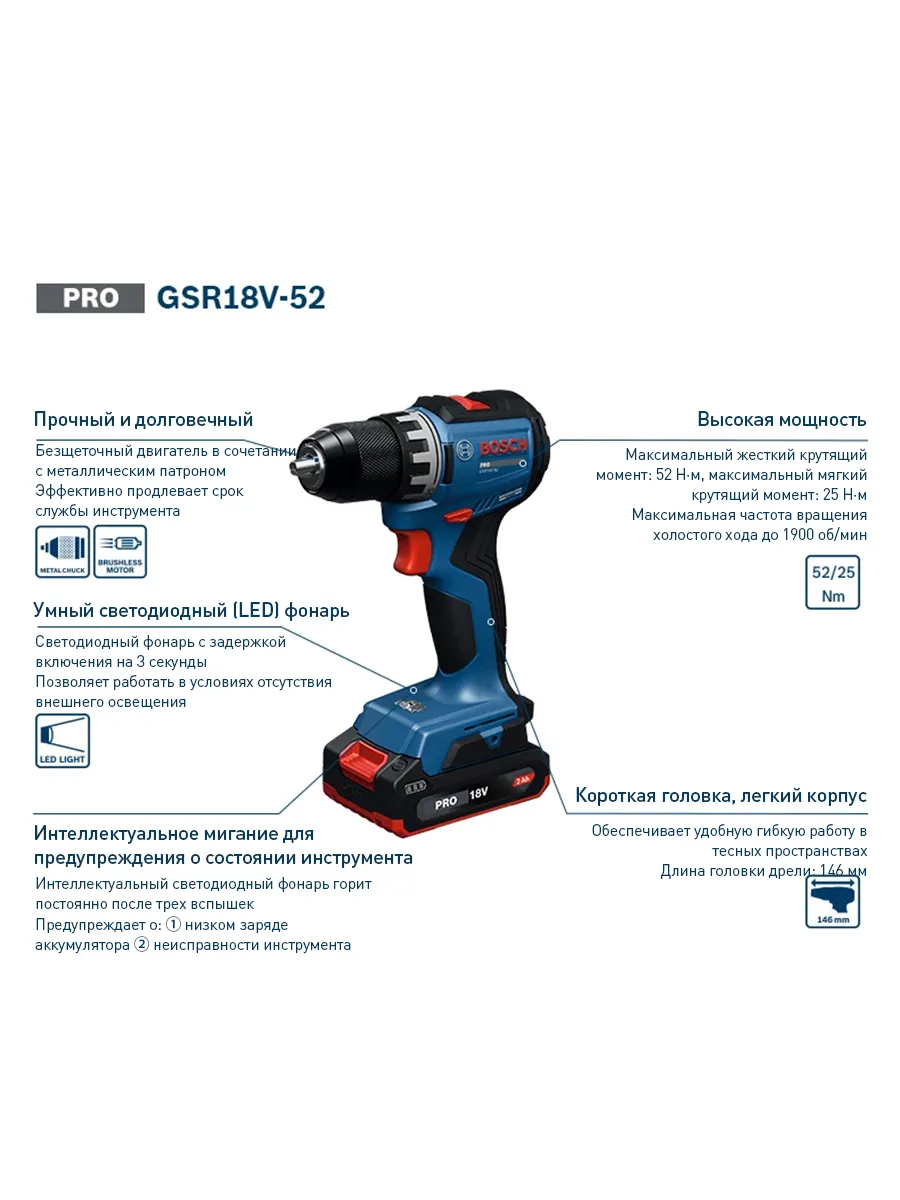 PRO GSR18V-52
Прочный и долговечный
Безщеточный двигатель в сочетании
с металлическим патроном
Эффективно продлевает срок
службы инструмента
METAL CHUCK
BRUSHLESS
MOTOR
Умный светодиодный (LED) фонарь
Светодиодный фонарь с задержкой
включения на 3 секунды
Позволяет работать в условиях отсутствия
внешнего освещения
LED LIGHT
Интеллектуальное мигание для
предупреждения о состоянии инструмента
Интеллектуальный светодиодный фонарь горит
постоянно после трех вспышек
Предупреждает о: ① низком заряде
аккумулятора ② неисправности инструмента
BOSCH
PRO
PRO 18V
2 Ah
Высокая мощность
Максимальный жесткий крутящий
момент: 52 Н·м, максимальный мягкий
крутящий момент: 25 Н·м
Максимальная частота вращения
холостого хода до 1900 об/мин
52/25
Nm
Короткая головка, легкий корпус
Обеспечивает удобную гибкую работу в
тесных пространствах
Длина головки дрели: 146 мм
146 mm